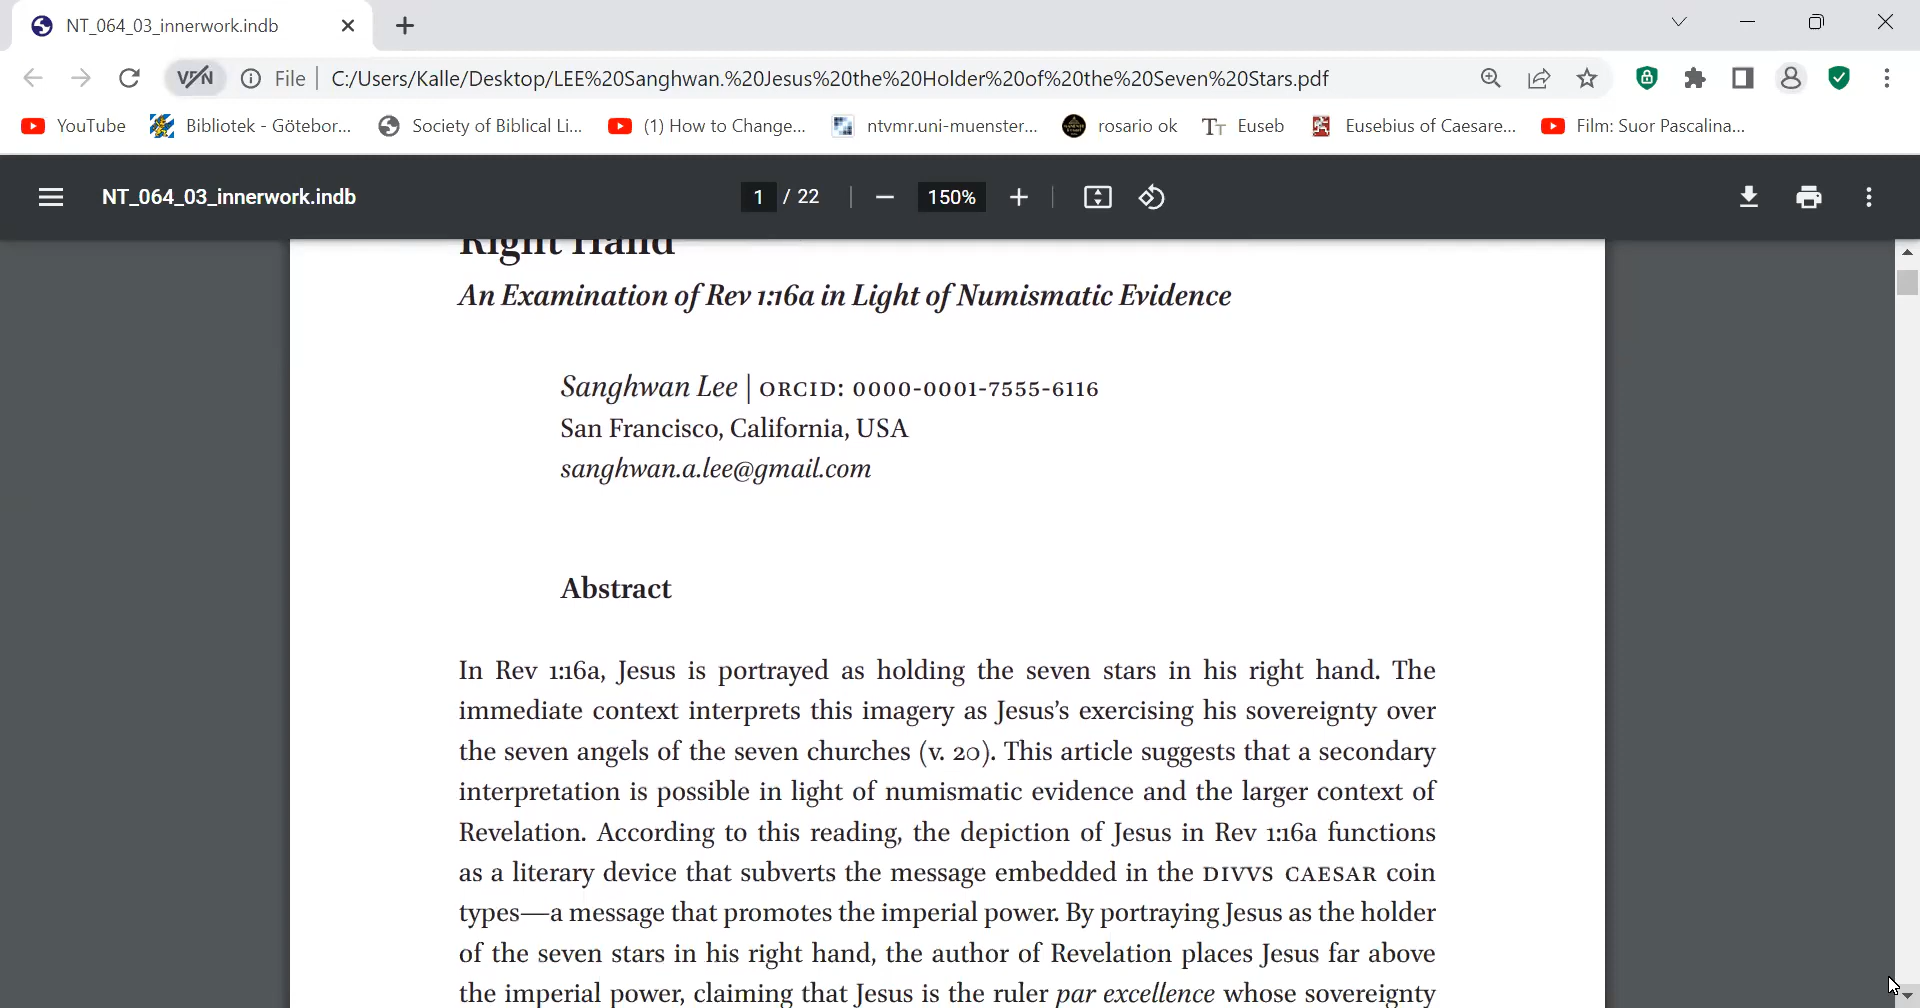 NT_064_03_innerwork.indb
VPN File C:/Users/Kalle/Desktop/LEE%20Sanghwan.%20Jesus%20the%20Holder%20of%20the%20Seven%20Stars.pdf
YouTube Bibliotek - Götebor... Society of Biblical Li... (1) How to Change... ntvmr.uni-muenster... rosario ok Tт Euseb Eusebius of Caesare... Film: Suor Pascalina...
NT_064_03_innerwork.indb 1 / 22 150%
Right Hand
An Examination of Rev 1:16a in Light of Numismatic Evidence
Sanghwan Lee | ORCID: 0000-0001-7555-6116
San Francisco, California, USA
sanghwan.a.lee@gmail.com
Abstract
In Rev 1:16a, Jesus is portrayed as holding the seven stars in his right hand. The
immediate context interprets this imagery as Jesus's exercising his sovereignty over
the seven angels of the seven churches (v. 20). This article suggests that a secondary
interpretation is possible in light of numismatic evidence and the larger context of
Revelation. According to this reading, the depiction of Jesus in Rev 1:16a functions
as a literary device that subverts the message embedded in the DIVVS CAESAR coin
types—a message that promotes the imperial power. By portraying Jesus as the holder
of the seven stars in his right hand, the author of Revelation places Jesus far above
the imperial power, claiming that Jesus is the ruler par excellence whose sovereignty